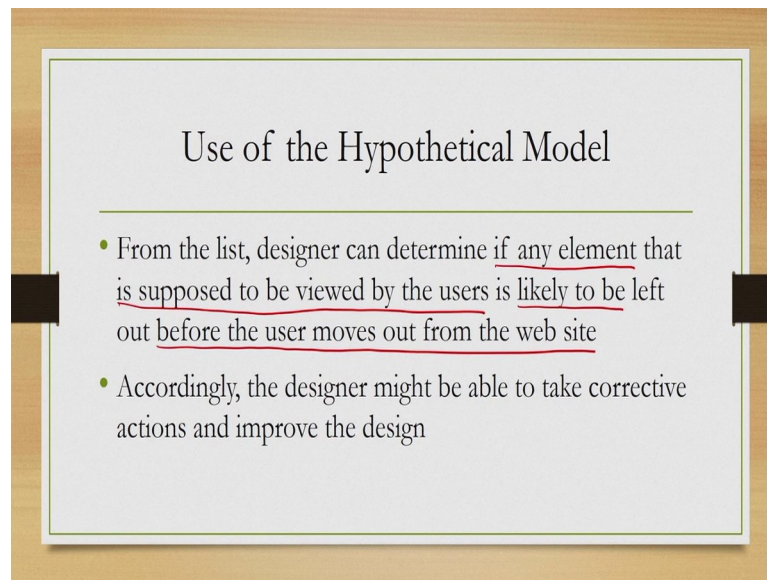 Use of the Hypothetical Model
• From the list, designer can determine if any element that
is supposed to be viewed by the users is likely to be left
out before the user moves out from the web site
• Accordingly, the designer might be able to take corrective
actions and improve the design